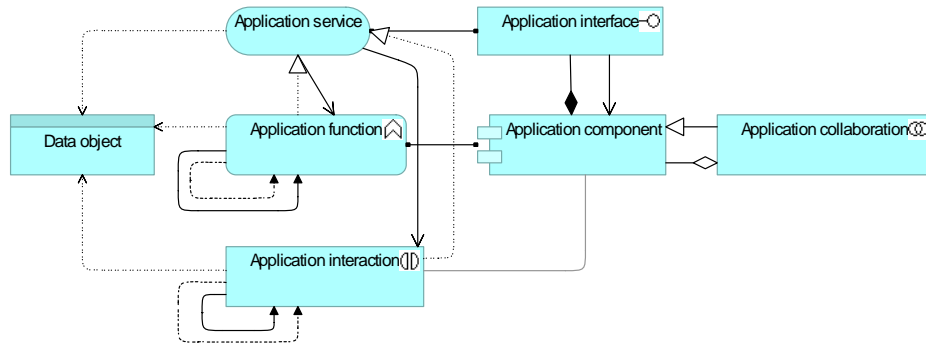 Application service
Application interface
Data object
Application function
Application component
Application collaboration
Application interaction